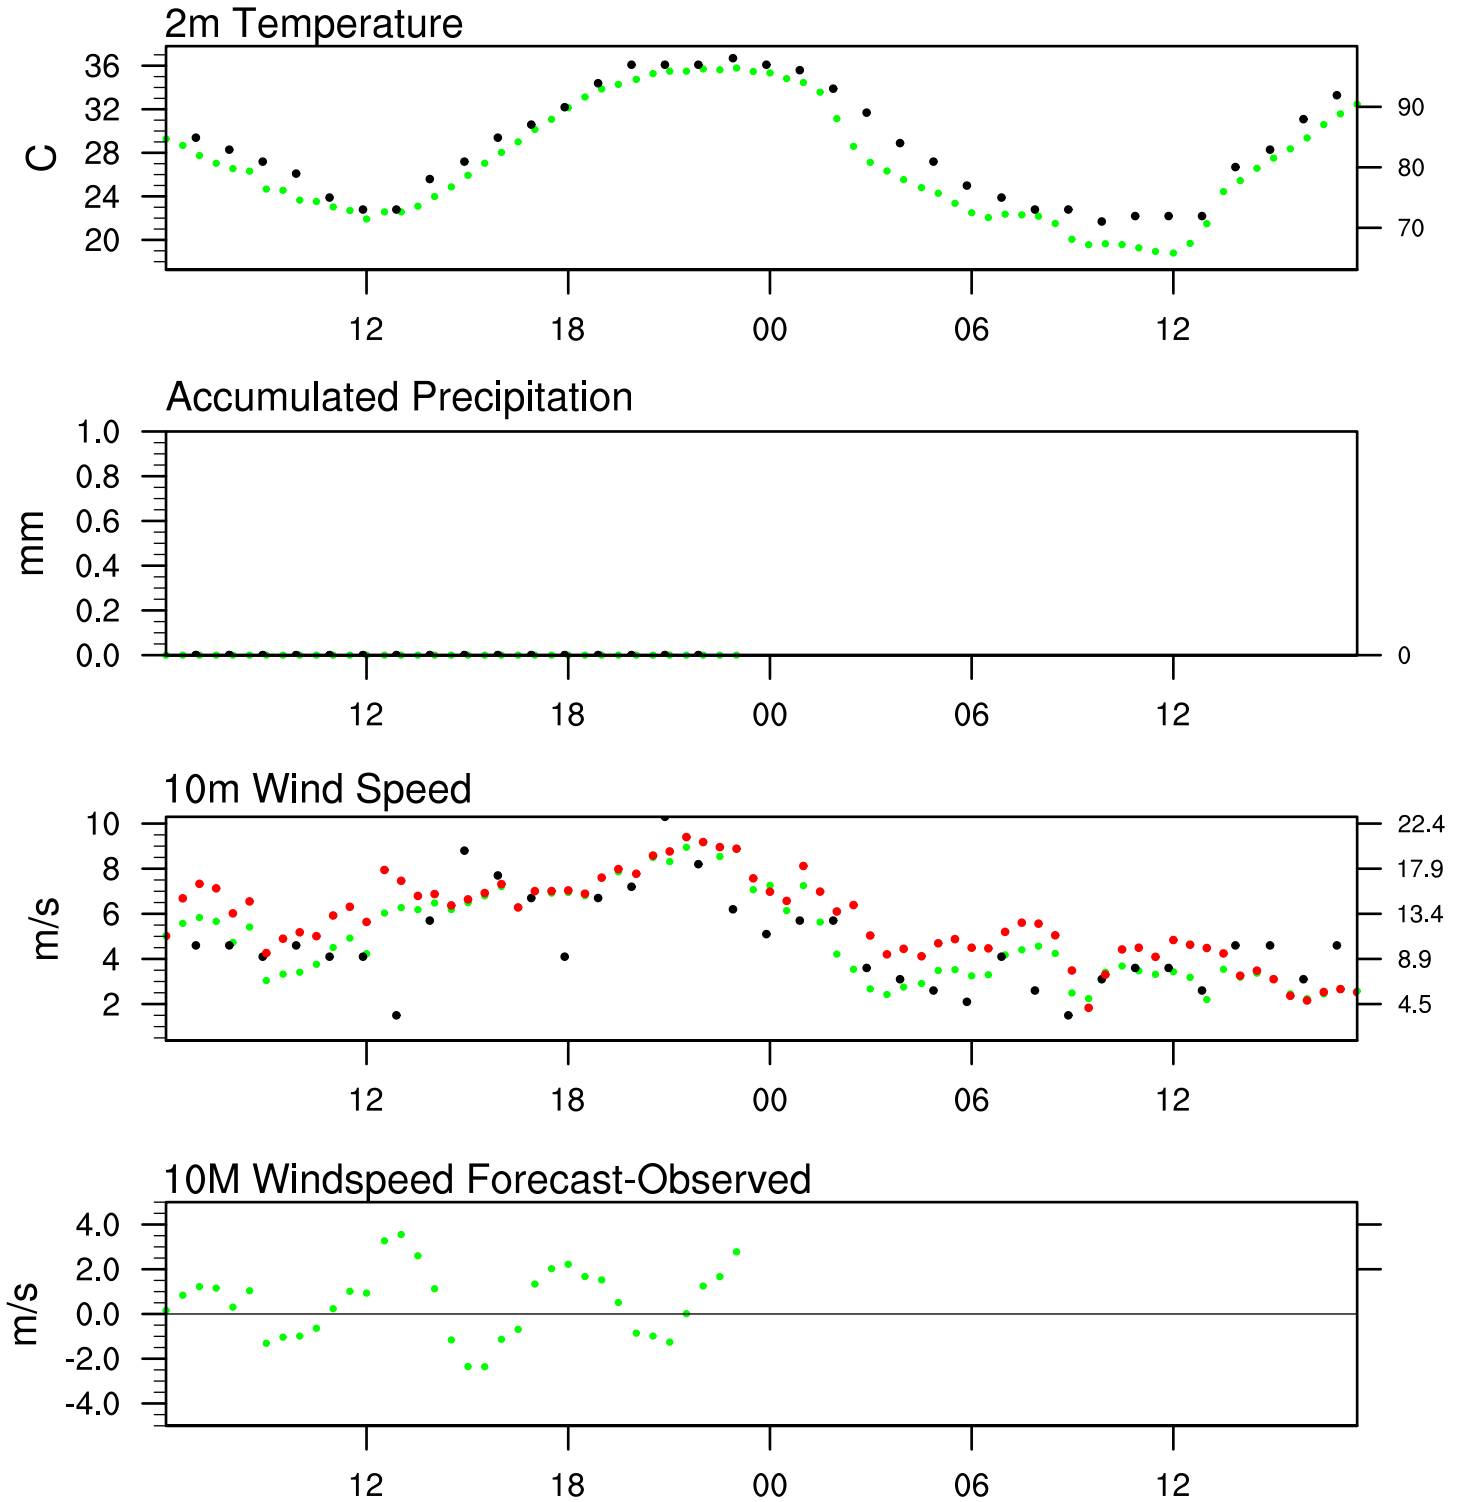 2m Temperature
36
32
28
24
20
C
90
80
70
12 18 00 06 12
Accumulated Precipitation
1.0
0.8
0.6
0.4
0.2
0.0
mm
0
12 18 00 06 12
10m Wind Speed
10
8
6
4
2
m/s
22.4
17.9
13.4
8.9
4.5
12 18 00 06 12
10M Windspeed Forecast-Observed
4.0
2.0
0.0
-2.0
-4.0
m/s
12 18 00 06 12